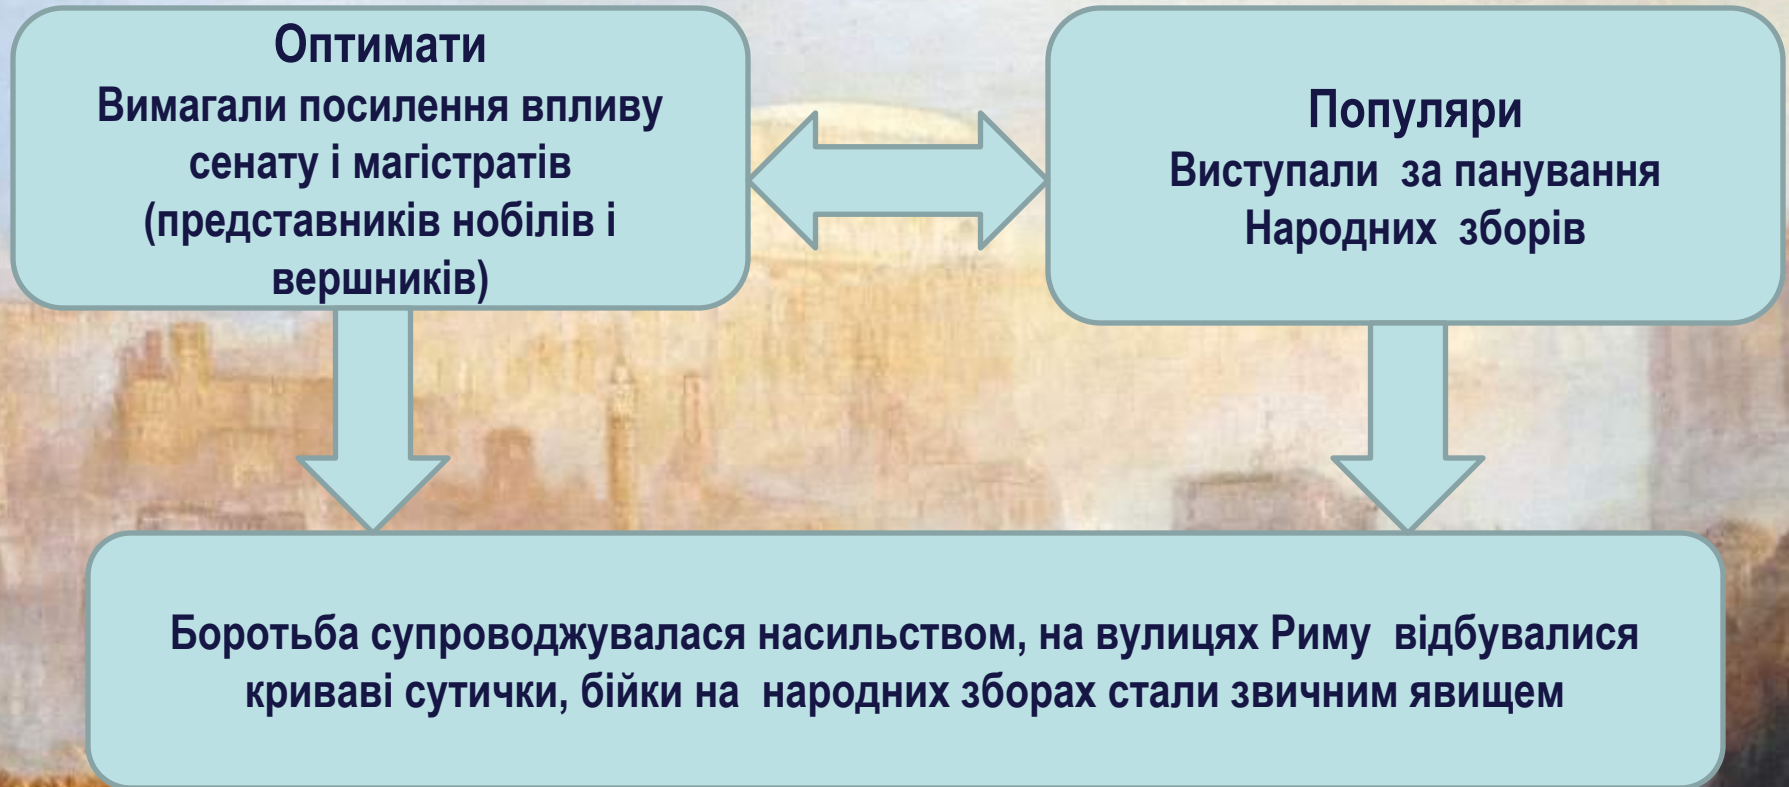 Оптимати
Вимагали посилення впливу
сенату і магістратів
(представників нобілів і
вершників)
Популяри
Виступали за панування
Народних зборів
Боротьба супроводжувалася насильством, на вулицях Риму відбувалися
криваві сутички, бійки на народних зборах стали звичним явищем